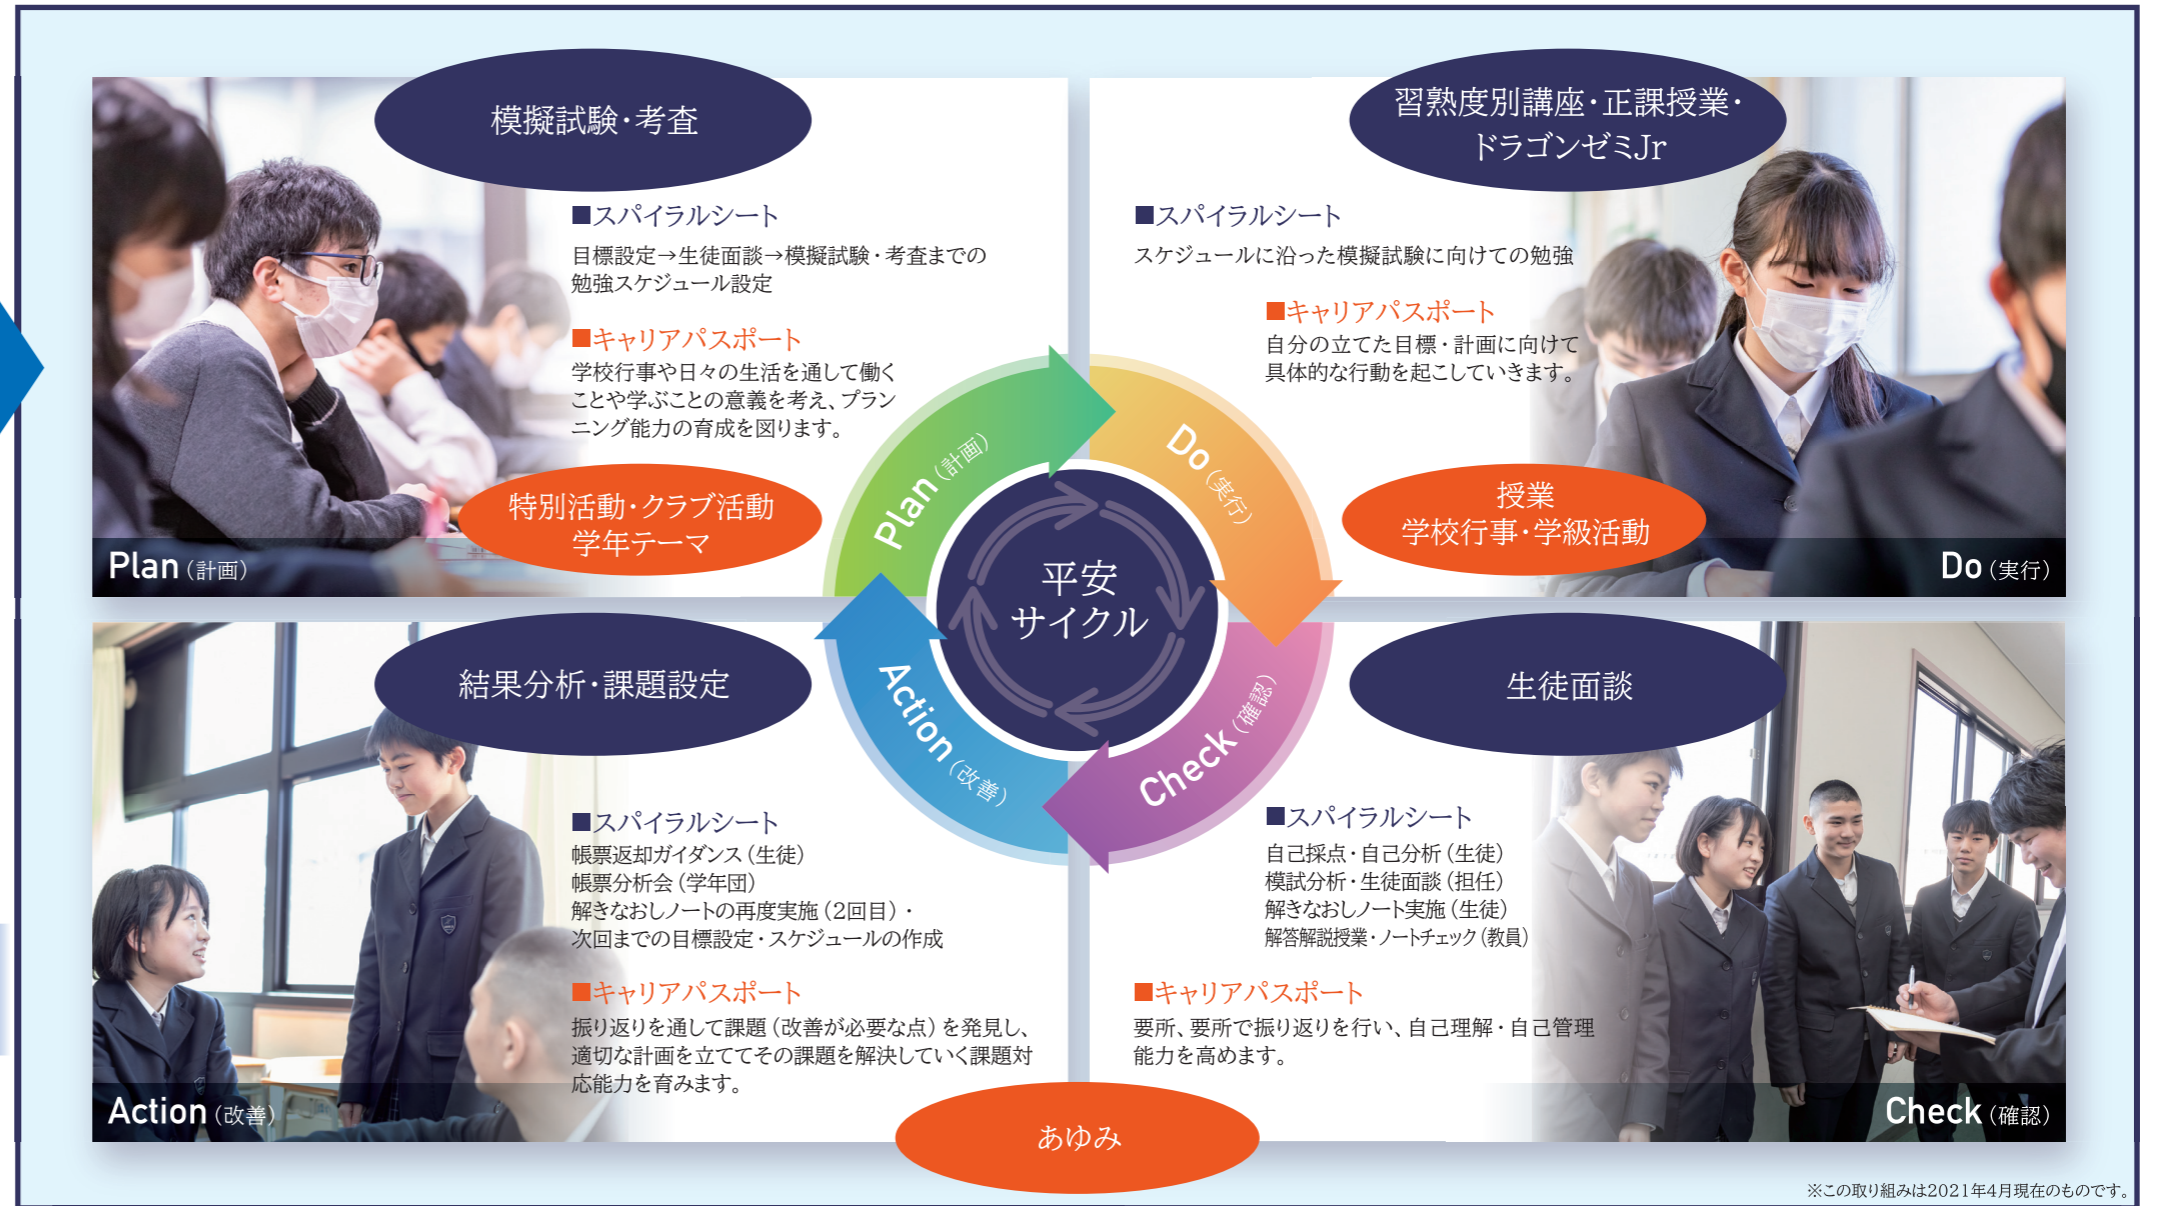 模擬試験・考査
■スパイラルシート
目標設定→生徒面談→模擬試験・考査までの
勉強スケジュール設定
■キャリアパスポート
学校行事や日々の生活を通して働く
ことや学ぶことの意義を考え、プラン
ニング能力の育成を図ります。
特別活動・クラブ活動
学年テーマ
Plan（計画）
習熟度別講座・正課授業・
ドラゴンゼミJr
■スパイラルシート
スケジュールに沿った模擬試験に向けての勉強
■キャリアパスポート
自分の立てた目標・計画に向けて
具体的な行動を起こしていきます。
授業
学校行事・学級活動
Do（実行）
Plan（計画）
Do（実行）
Check（確認）
Action（改善）
平安
サイクル
結果分析・課題設定
■スパイラルシート
帳票返却ガイダンス（生徒）
帳票分析会（学年団）
解きなおしノートの再度実施（2回目）・
次回までの目標設定・スケジュールの作成
■キャリアパスポート
振り返りを通して課題（改善が必要な点）を発見し、
適切な計画を立ててその課題を解決していく課題対
応能力を育みます。
Action（改善）
生徒面談
■スパイラルシート
自己採点・自己分析（生徒）
模試分析・生徒面談（担任）
解きなおしノート実施（生徒）
解答解説授業・ノートチェック（教員）
■キャリアパスポート
要所、要所で振り返りを行い、自己理解・自己管理
能力を高めます。
Check（確認）
あゆみ
※この取り組みは2021年4月現在のものです。